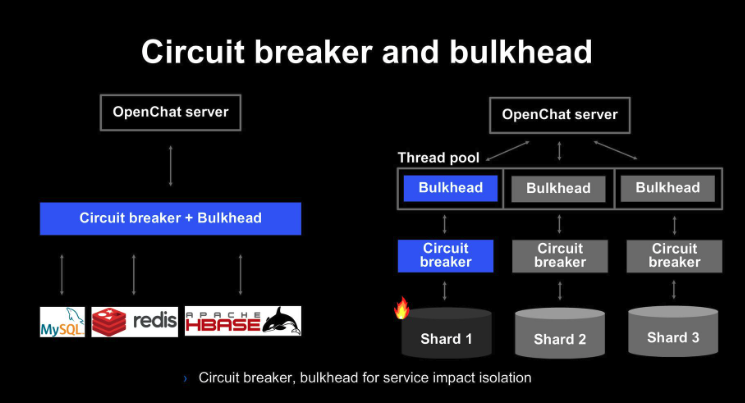 Circuit breaker and bulkhead
OpenChat server
Circuit breaker + Bulkhead
MySQL
redis
APACHE
HBASE
OpenChat server
Thread pool
Bulkhead
Bulkhead
Bulkhead
Circuit
breaker
Circuit
breaker
Circuit
breaker
Shard 1
Shard 2
Shard 3
› Circuit breaker, bulkhead for service impact isolation